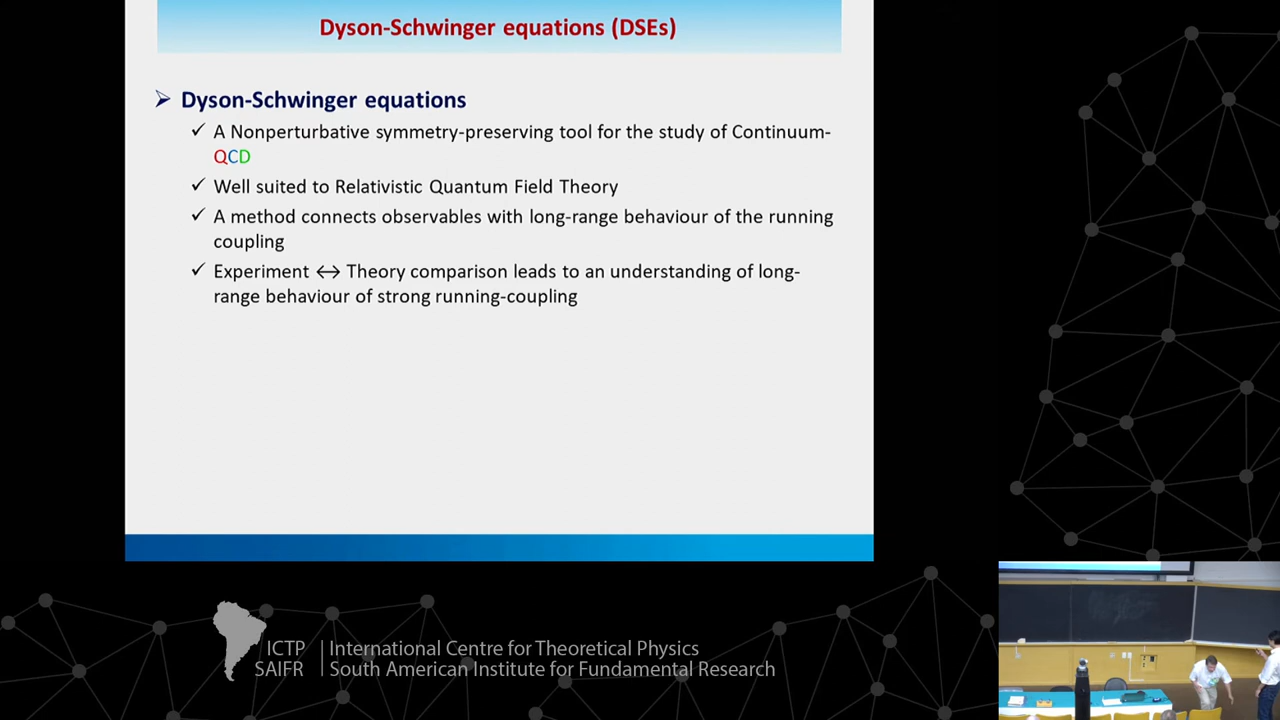 Dyson-Schwinger equations (DSEs)
Dyson-Schwinger equations
A Nonperturbative symmetry-preserving tool for the study of Continuum-
QCD
Well suited to Relativistic Quantum Field Theory
A method connects observables with long-range behaviour of the running
coupling
Experiment ↔ Theory comparison leads to an understanding of long-
range behaviour of strong running-coupling
ICTP | International Centre for Theoretical Physics
SAIFR | South American Institute for Fundamental Research